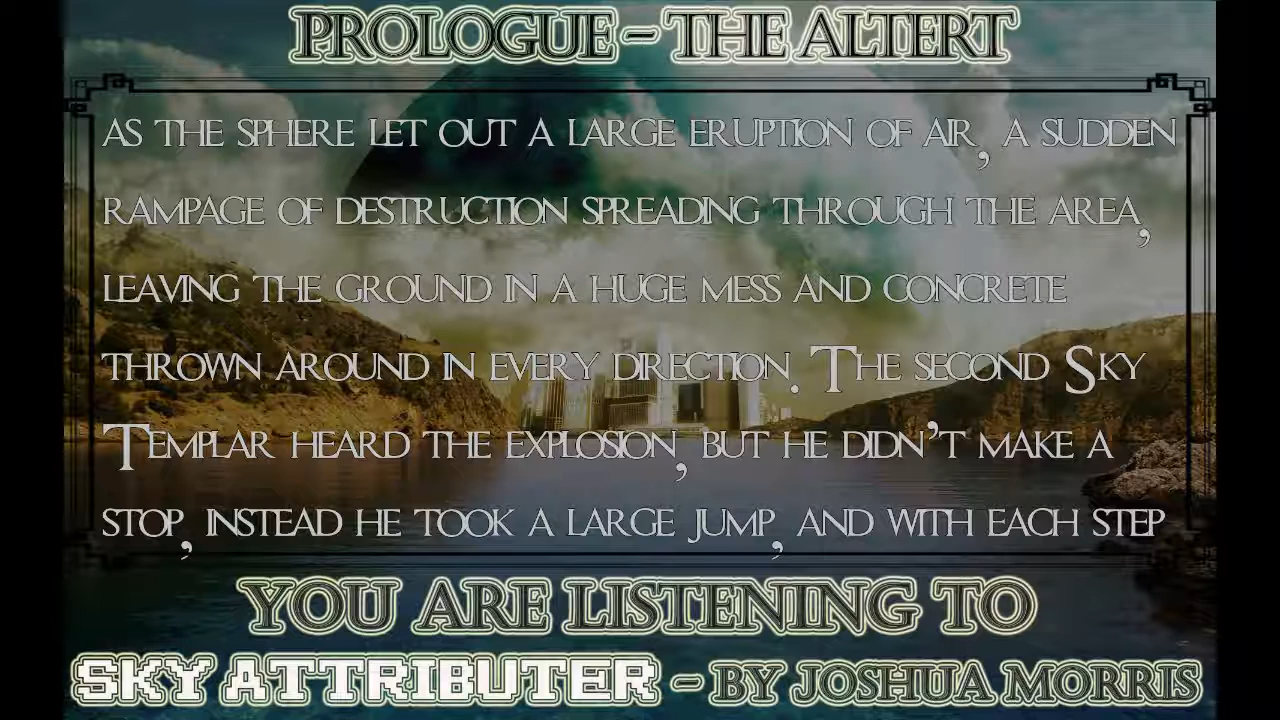 PROLOGUE - THE ALTERT
AS THE SPHERE LET OUT A LARGE ERUPTION OF AIR, A SUDDEN
RAMPAGE OF DESTRUCTION SPREADING THROUGH THE AREA,
LEAVING THE GROUND IN A HUGE MESS AND CONCRETE
THROWN AROUND IN EVERY DIRECTION. THE SECOND SKY
TEMPLAR HEARD THE EXPLOSION, BUT HE DIDN'T MAKE A
STOP, INSTEAD HE TOOK A LARGE JUMP, AND WITH EACH STEP
YOU ARE LISTENING TO
SKY ATTRIBUTER - BY JOSHUA MORRIS